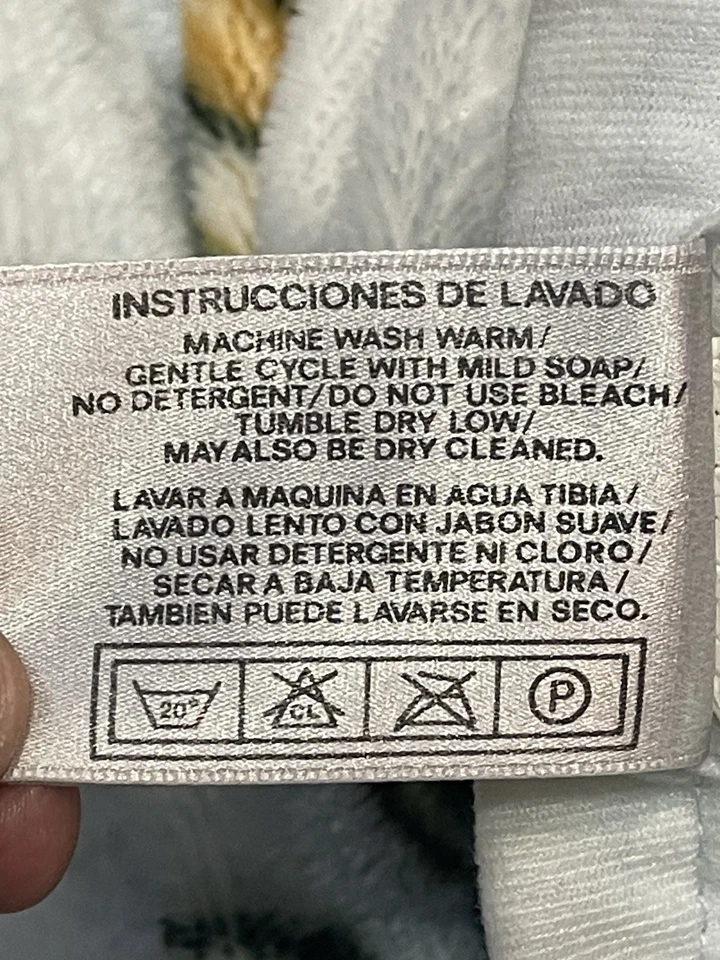 INSTRUCCIONES DE LAVADO
MACHINE WASH WARM/
GENTLE CYCLE WITH MILD SOAP/
NO DETERGENT/DO NOT USE BLEACH/
TUMBLE DRY LOW/
MAY ALSO BE DRY CLEANED.
LAVAR A MAQUINA EN AGUA TIBIA/
LAVADO LENTO CON JABON SUAVE/
NO USAR DETERGENTE NI CLORO/
SECAR A BAJA TEMPERATURA/
TAMBIEN PUEDE LAVARSE EN SECO.
20° CL P